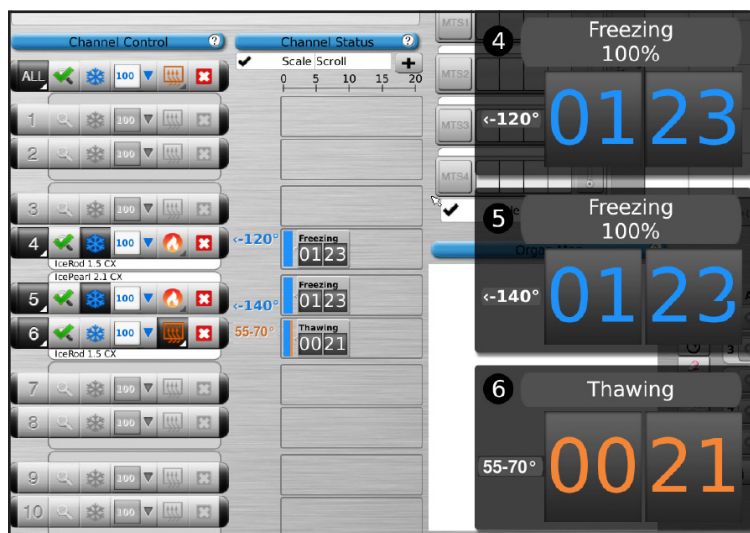 Channel Control ?
Channel Status ?
ALL 100
Scale Scroll +
0 5 10 15 20
1 100
2 100
3 100
4 100
<-120°
Freezing
0123
IceRod 1.5 CX
IcePearl 2.1 CX
5 100
<-140°
Freezing
0123
6 100
55-70°
Thawing
0021
IceRod 1.5 CX
7 100
8 100
9 100
10 100
MTS1
MTS2
MTS3
MTS4
4
Freezing
100%
<-120°
0123
5
Freezing
100%
<-140°
0123
3
6
Thawing
55-70°
0021